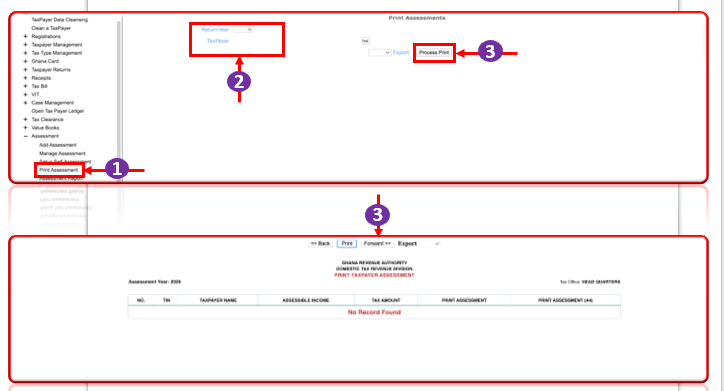 Print Assessments
TaxPayer Data Cleansing
Clean a TaxPayer
Registrations
Taxpayer Management
Tax Type Management
Ghana Card
Taxpayer Returns
Receipts
Tax Bill
VIT
Case Management
Open Tax Payer Ledger
Tax Clearance
Value Books
Assessment
Add Assessment
Manage Assessment
Print Assessment
Assessment Report
ReturnYear
TaxPayer
Export Process Print
1
2
3
3
<< Back Print Forward >> Export
GHANA REVENUE AUTHORITY
DOMESTIC TAX REVENUE DIVISION
PRINT TAXPAYER ASSESSMENT
Assessment Year: 2026 Tax Office: HEAD QUARTERS
NO. TIN TAXPAYER NAME ASSESSIBLE INCOME TAX AMOUNT PRINT ASSESSMENT PRINT ASSESSMENT (A4)
No Record Found